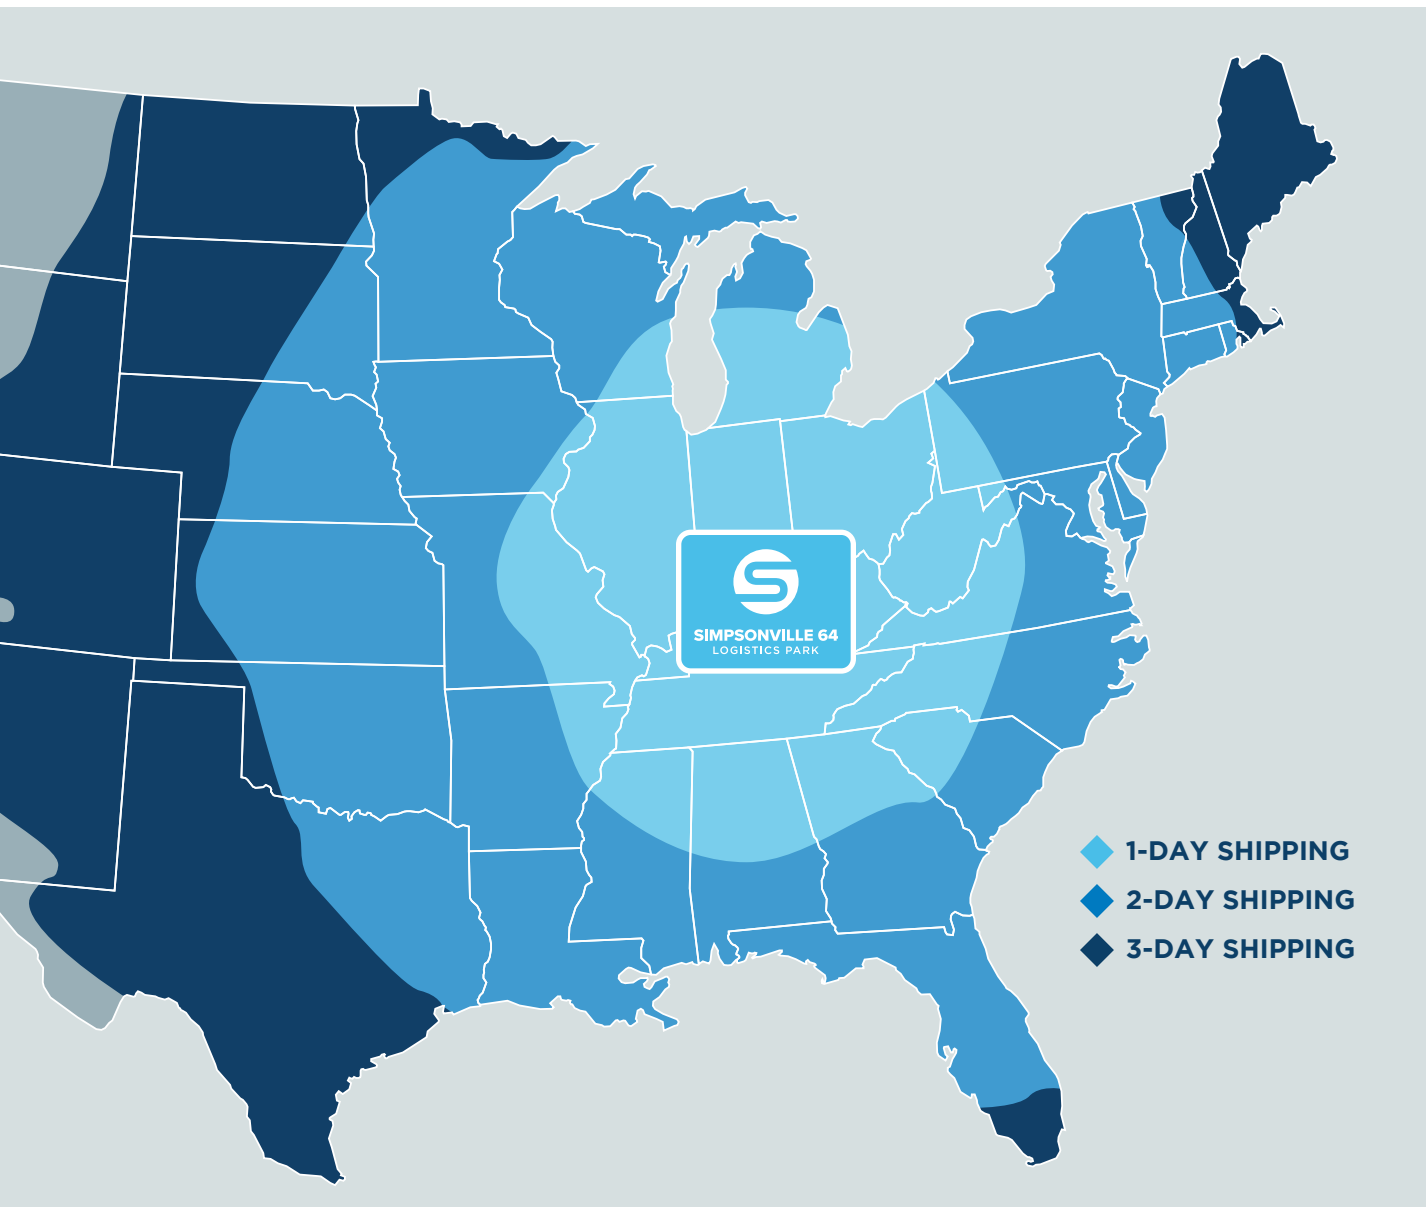 SIMPSONVILLE 64
LOGISTICS PARK
1-DAY SHIPPING
2-DAY SHIPPING
3-DAY SHIPPING